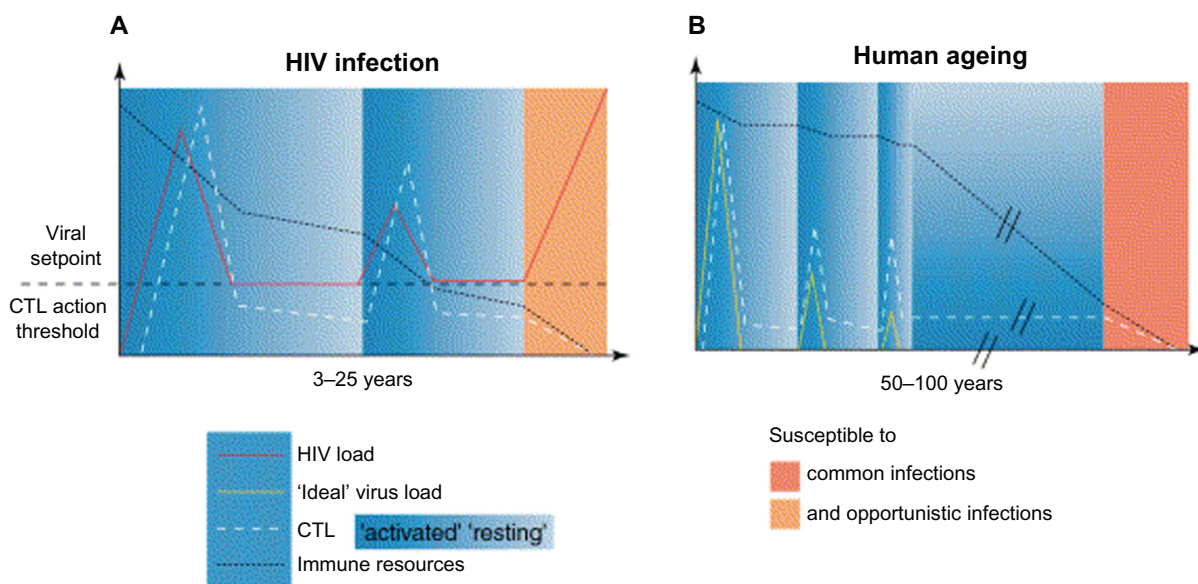 A
HIV infection
B
Human ageing
Viral
setpoint
CTL action
threshold
3–25 years
50–100 years
HIV load
‘Ideal’ virus load
CTL
'activated' 'resting'
Immune resources
Susceptible to
common infections
and opportunistic infections